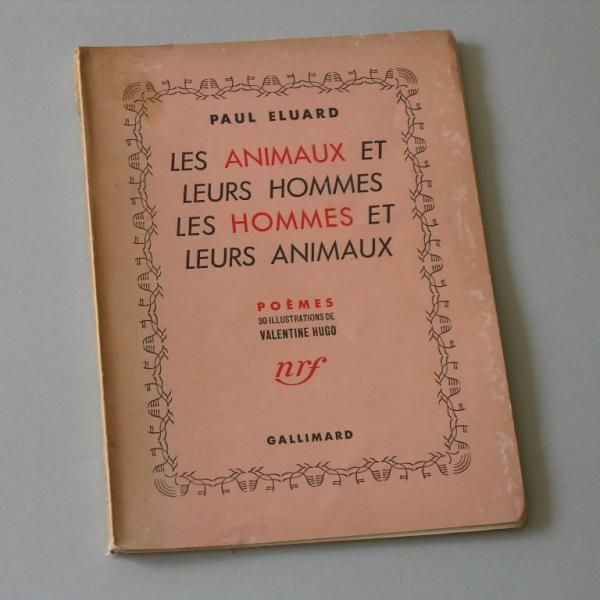 PAUL ELUARD
LES ANIMAUX ET
LEURS HOMMES
LES HOMMES ET
LEURS ANIMAUX
POÈMES
30 ILLUSTRATIONS DE
VALENTINE HUGO
nrf
GALLIMARD